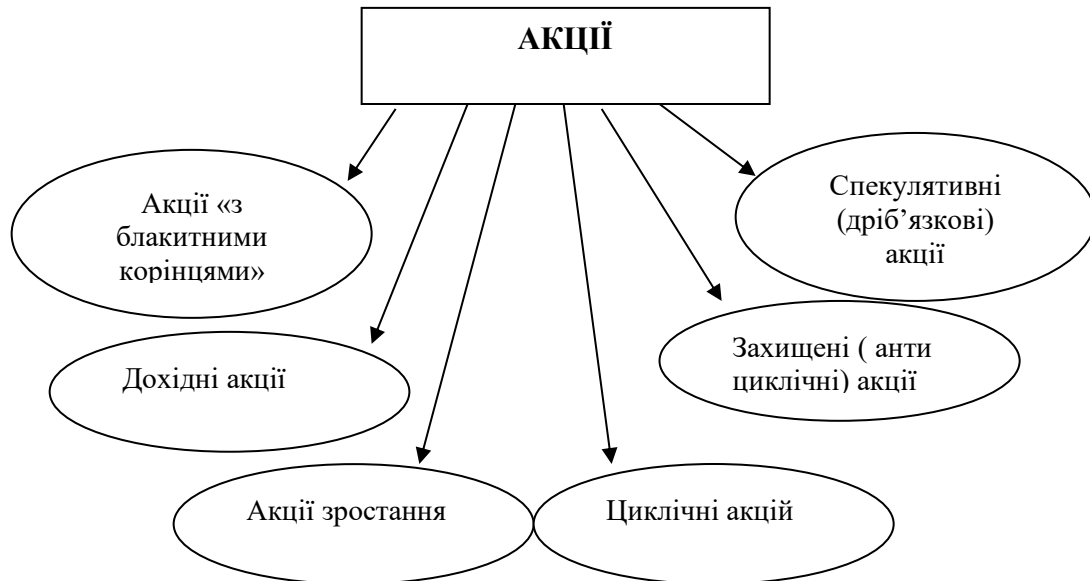 АКЦІЇ
Акції «з
блакитними
корінцями»
Спекулятивні
(дріб’язкові)
акції
Дохідні акції
Захищені ( анти
циклічні) акції
Акції зростання
Циклічні акцій